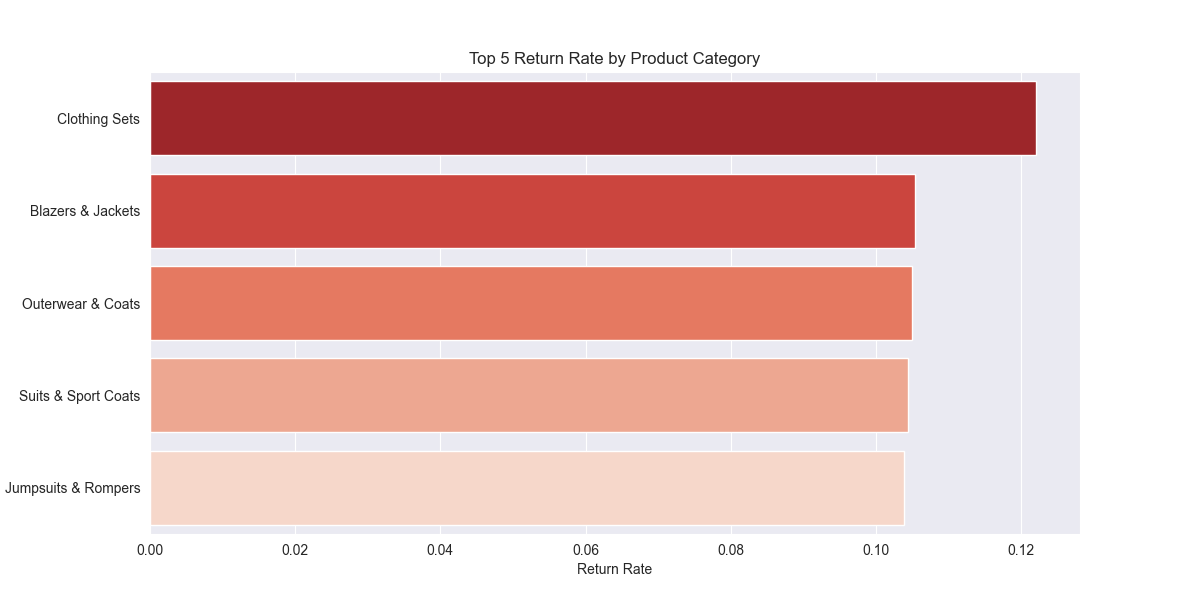 Top 5 Return Rate by Product Category
Clothing Sets
Blazers & Jackets
Outerwear & Coats
Suits & Sport Coats
Jumpsuits & Rompers
0.00 0.02 0.04 0.06 0.08 0.10 0.12
Return Rate